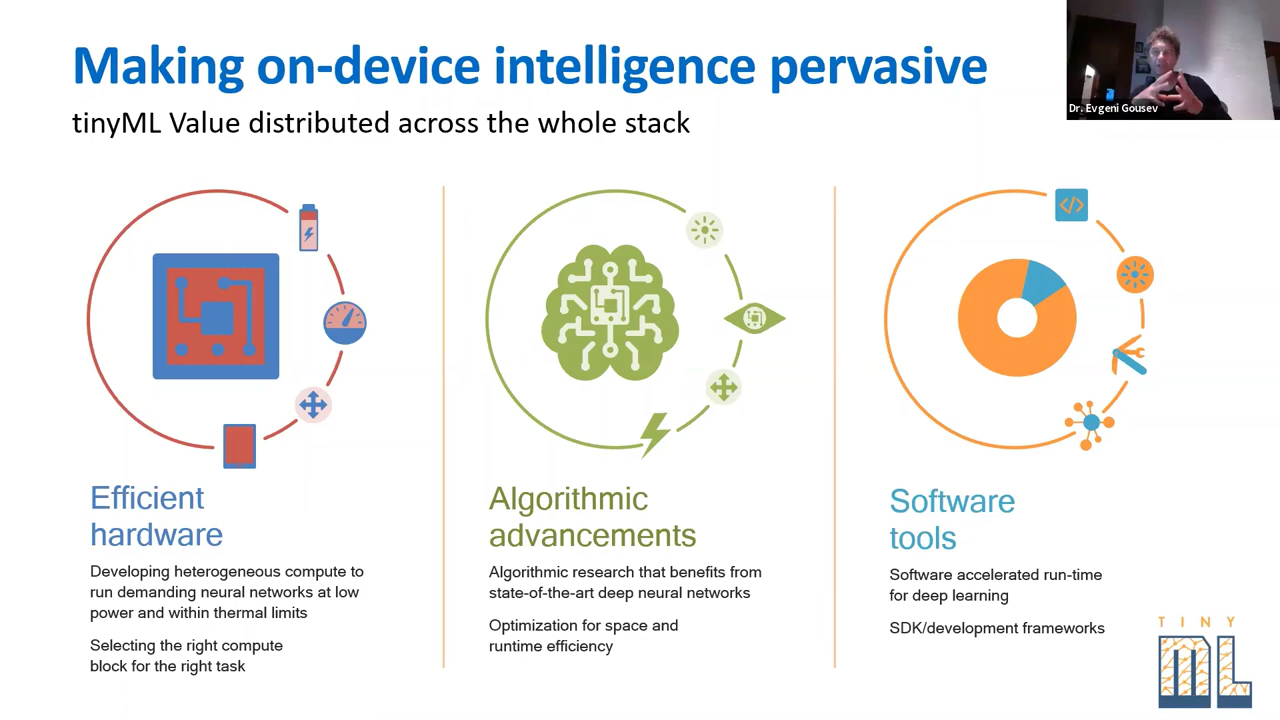 Making on-device intelligence pervasive
tinyML Value distributed across the whole stack
Dr. Evgeni Gousev
Efficient
hardware
Developing heterogeneous compute to
run demanding neural networks at low
power and within thermal limits
Selecting the right compute
block for the right task
Algorithmic
advancements
Algorithmic research that benefits from
state-of-the-art deep neural networks
Optimization for space and
runtime efficiency
Software
tools
Software accelerated run-time
for deep learning
SDK/development frameworks
TINY
ML